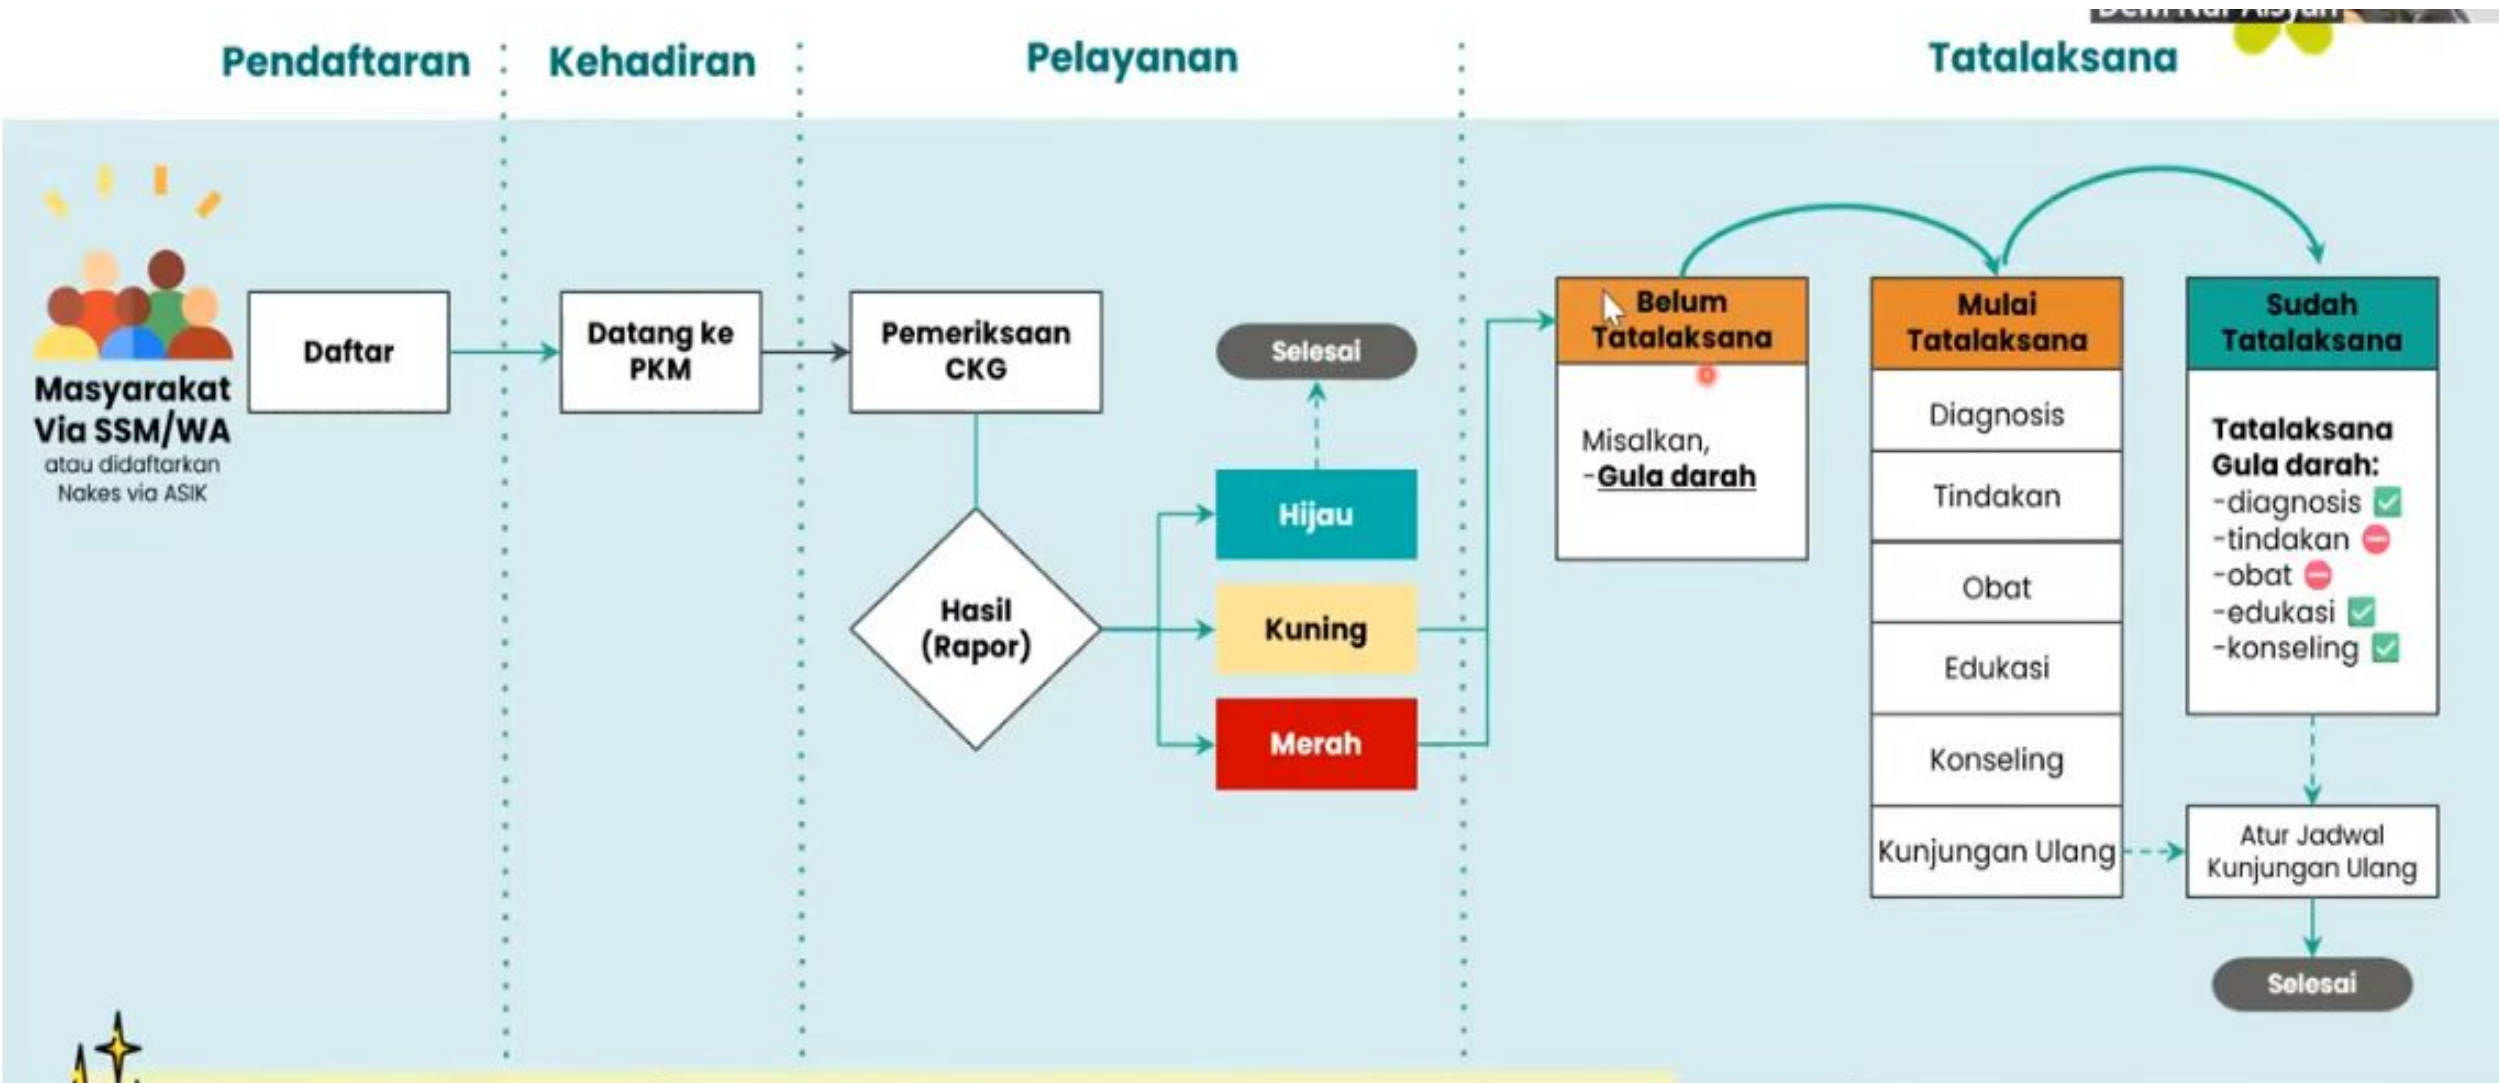 Pendaftaran
Kehadiran
Pelayanan
Tatalaksana
Masyarakat
Via SSM/WA
atau didaftarkan
Nakes via ASIK
Daftar
Datang ke
PKM
Pemeriksaan
CKG
Hasil
(Rapor)
Selesai
Hijau
Kuning
Merah
Belum
Tatalaksana
Misalkan,
-Gula darah
Mulai
Tatalaksana
Diagnosis
Tindakan
Obat
Edukasi
Konseling
Kunjungan Ulang
Sudah
Tatalaksana
Tatalaksana
Gula darah:
-diagnosis ✅
-tindakan ⛔
-obat ⛔
-edukasi ✅
-konseling ✅
Atur Jadwal
Kunjungan Ulang
Selesai